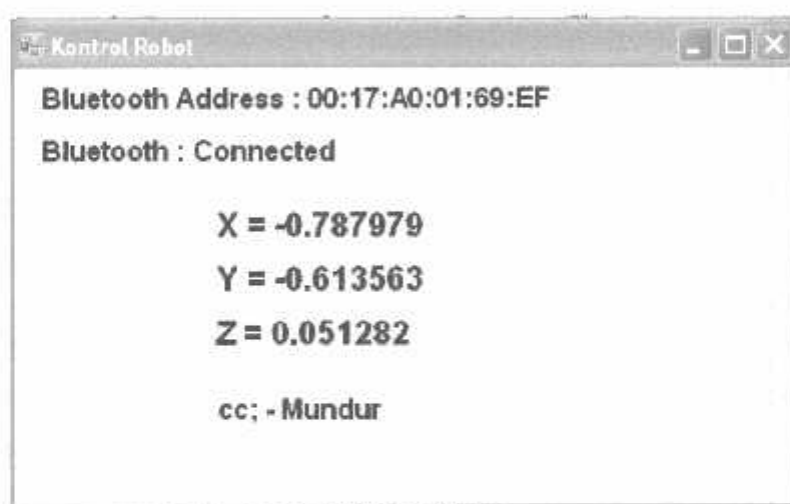 Kontrol Robot
Bluetooth Address : 00:17:A0:01:69:EF
Bluetooth : Connected
X = -0.787979
Y = -0.613563
Z = 0.051282
cc; - Mundur